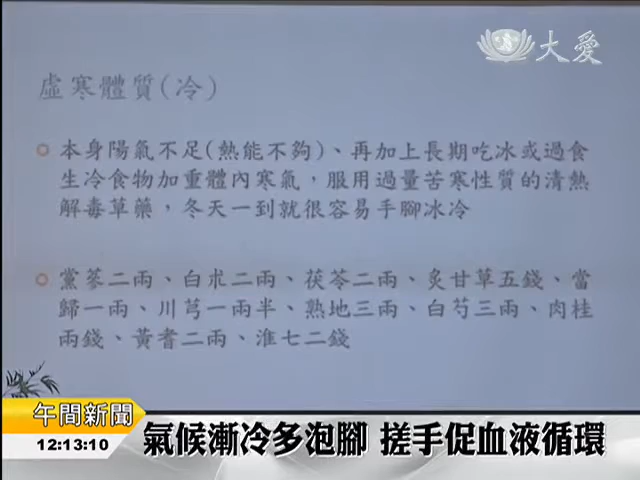 大愛
虛寒體質(冷)
本身陽氣不足(熱能不夠)、再加上長期吃冰或過食
生冷食物加重體內寒氣，服用過量苦寒性質的清熱
解毒草藥，冬天一到就很容易手腳冰冷
黨蔘二兩、白朮二兩、茯苓二兩、炙甘草五錢、當
歸一兩、川芎一兩半、熟地三兩、白芍三兩、肉桂
兩錢、黃耆二兩、淮七二錢
午間新聞
12:13:10
氣候漸冷多泡腳 搓手促血液循環